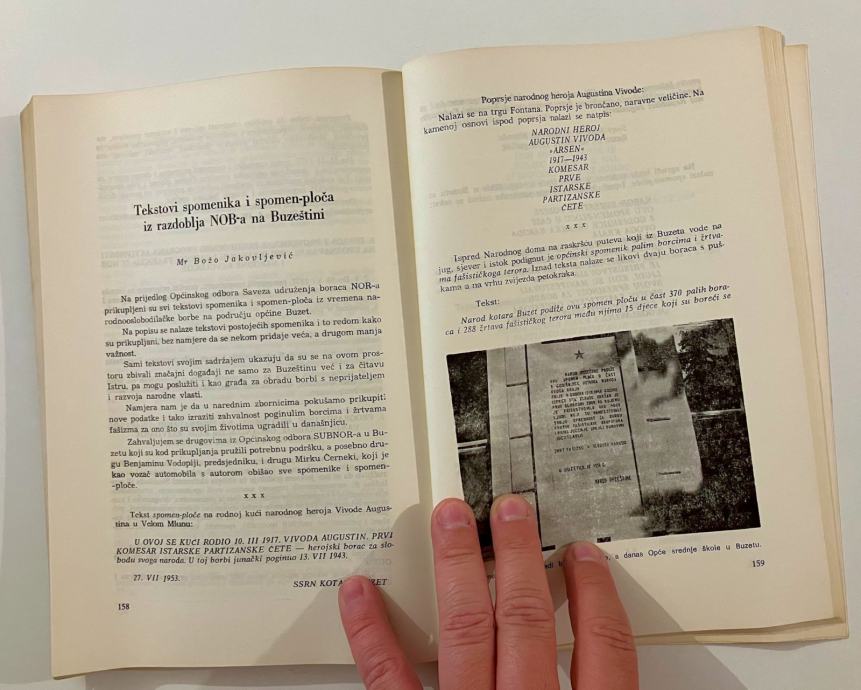 Tekstovi spomenika i spomen-ploča
iz razdoblja NOB-a na Buzeštini
Mr Božo Jakovljević
Na prijedlog Općinskog odbora Saveza udruženja boraca NOR-a
prikupljeni su svi tekstovi spomenika i spomen-ploča iz vremena na-
rodnooslobodilačke borbe na području općine Buzet.
Na popisu se nalaze tekstovi postojećih spomenika i to redom kako
su prikupljani, bez namjere da se nekom pridaje veća, a drugom manja
važnost.
Sami tekstovi svojim sadržajem ukazuju da su se na ovom pros-
toru zbivali značajni događaji ne samo za Buzeštinu već i za čitavu
Istru, pa mogu poslužiti i kao građa za obradu borbi s neprijateljem
i razvoja narodne vlasti.
Namjera nam je da u narednim zbornicima pokušamo prikupiti
nove podatke i tako izraziti zahvalnost poginulim borcima i žrtvama
fašizma za ono što su svojim životima ugradili u današnjicu.
Zahvaljujem se drugovima iz Općinskog odbora SUBNOR-a u Bu-
zetu koji su kod prikupljanja pružili potrebnu podršku, a posebno dru-
gu Benjaminu Vodopiji, predsjedniku, i drugu Mirku Černeki, koji je
kao vozač automobila s autorom obišao sve spomenike i spomen-
-ploče.
x x x
Tekst spomen-ploče na rodnoj kući narodnog heroja Vivode Augus-
tina u Velom Mlunu:
U OVOJ SE KUĆI RODIO 10. III 1917. VIVODA AUGUSTIN, PRVI
KOMESAR ISTARSKE PARTIZANSKE ČETE — herojski borac za slo-
bodu svoga naroda. U toj borbi junački poginuo 13. VII 1943.
27. VII 1953.
SSRN
158
Poprsje narodnog heroja Augustina Vivode:
Nalazi se na trgu Fontana. Poprsje je brončano, naravne veličine. Na
kamenoj osnovi ispod poprsja nalazi se natpis:
NARODNI HEROJ
AUGUSTIN VIVODA
»ARSEN«
1917—1943
KOMESAR
PRVE
ISTARSKE
PARTIZANSKE
ČETE
x x x
Ispred Narodnog doma na raskršću puteva koji iz Buzeta vode na
jug, sjever i istok podignut je općinski spomenik palim borcima i žrtva-
ma fašističkoga terora. Iznad teksta nalaze se likovi dvaju boraca s puš-
kama a na vrhu zvijezda petokraka.
Tekst:
Narod kotara Buzet podiže ovu spomen ploču u čast 370 palih bora-
ca i 288 žrtava fašističkog terora među njima 15 djece koji su boreći se
a danas Opće srednje škole u Buzetu.
159